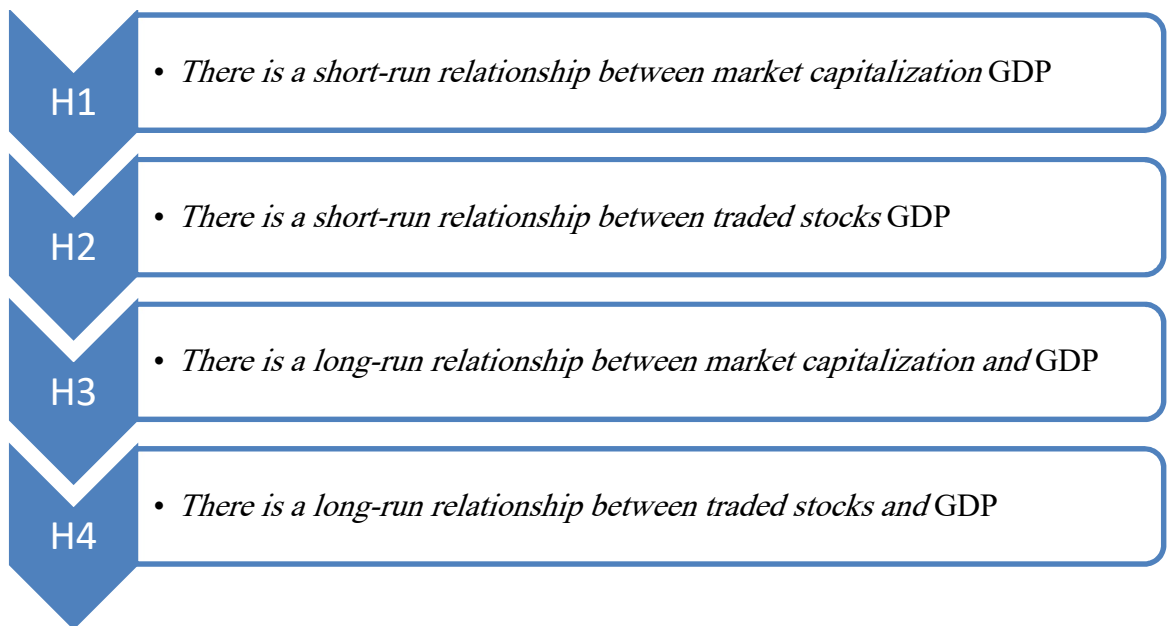 H1
• There is a short-run relationship between market capitalization GDP
H2
• There is a short-run relationship between traded stocks GDP
H3
• There is a long-run relationship between market capitalization and GDP
H4
• There is a long-run relationship between traded stocks and GDP